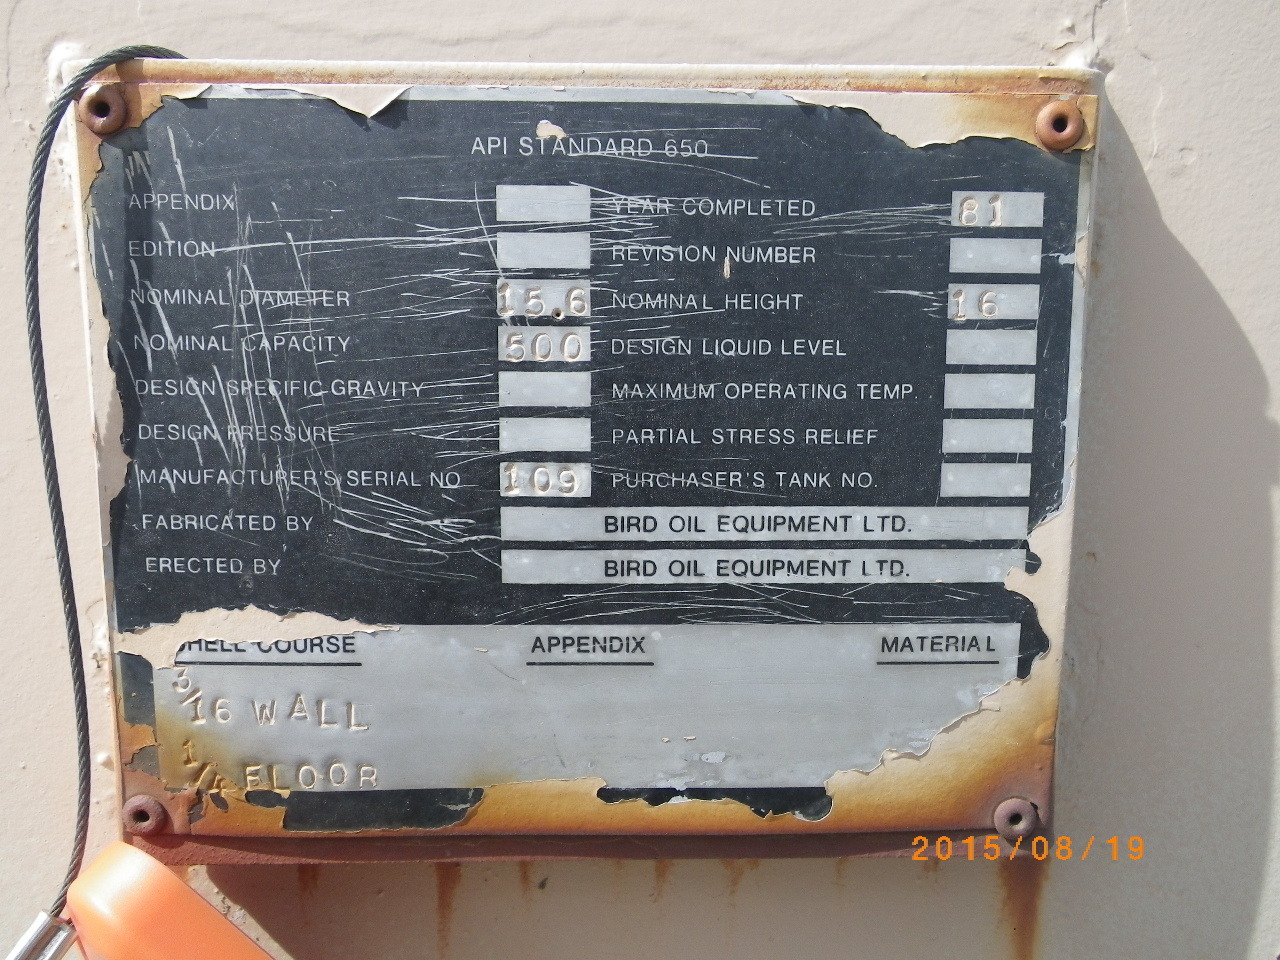 API STANDARD 650
APPENDIX YEAR COMPLETED 81
EDITION REVISION NUMBER
NOMINAL DIAMETER 15.6 NOMINAL HEIGHT 16
NOMINAL CAPACITY 500 DESIGN LIQUID LEVEL
DESIGN SPECIFIC GRAVITY MAXIMUM OPERATING TEMP.
DESIGN PRESSURE PARTIAL STRESS RELIEF
MANUFACTURER'S SERIAL NO 109 PURCHASER'S TANK NO.
FABRICATED BY BIRD OIL EQUIPMENT LTD.
ERECTED BY BIRD OIL EQUIPMENT LTD.
SHELL COURSE APPENDIX MATERIAL
3/16 WALL
1/4 FLOOR
2015/08/19